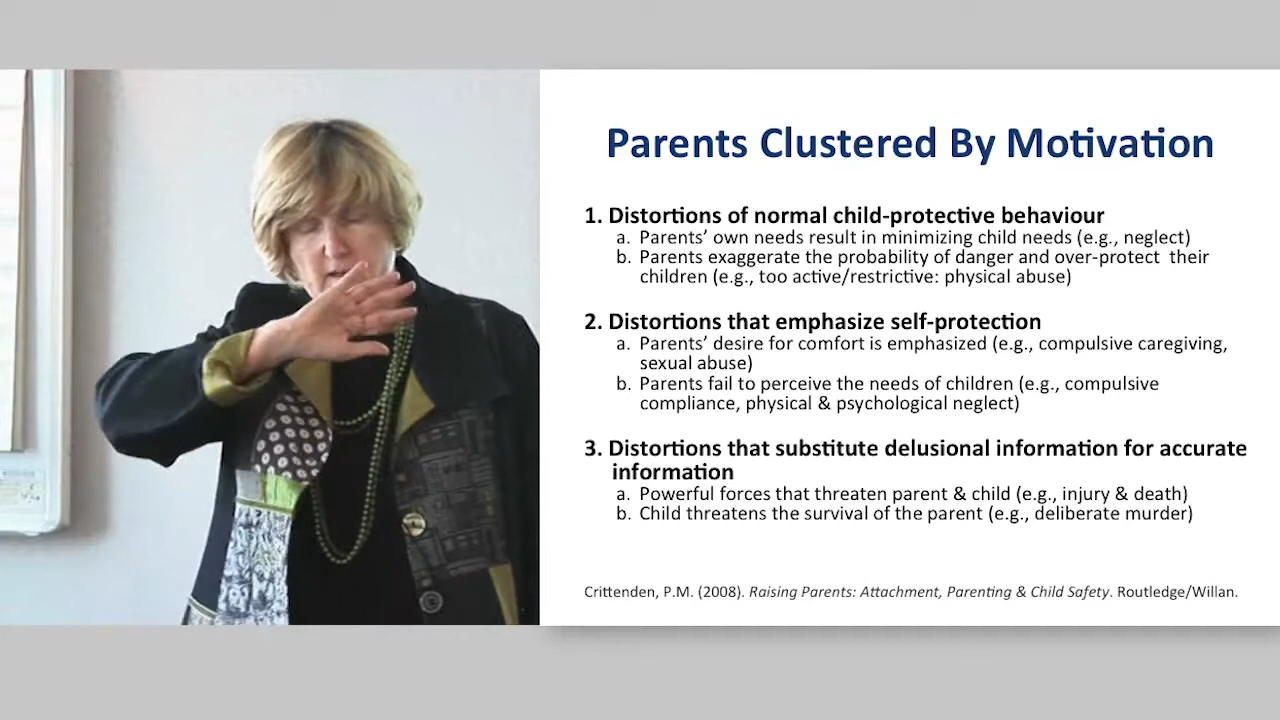 Parents Clustered By Motivation
1. Distortions of normal child-protective behaviour
a. Parents’ own needs result in minimizing child needs (e.g., neglect)
b. Parents exaggerate the probability of danger and over-protect their
children (e.g., too active/restrictive: physical abuse)
2. Distortions that emphasize self-protection
a. Parents’ desire for comfort is emphasized (e.g., compulsive caregiving,
sexual abuse)
b. Parents fail to perceive the needs of children (e.g., compulsive
compliance, physical & psychological neglect)
3. Distortions that substitute delusional information for accurate
information
a. Powerful forces that threaten parent & child (e.g., injury & death)
b. Child threatens the survival of the parent (e.g., deliberate murder)
Crittenden, P.M. (2008). Raising Parents: Attachment, Parenting & Child Safety. Routledge/Willan.